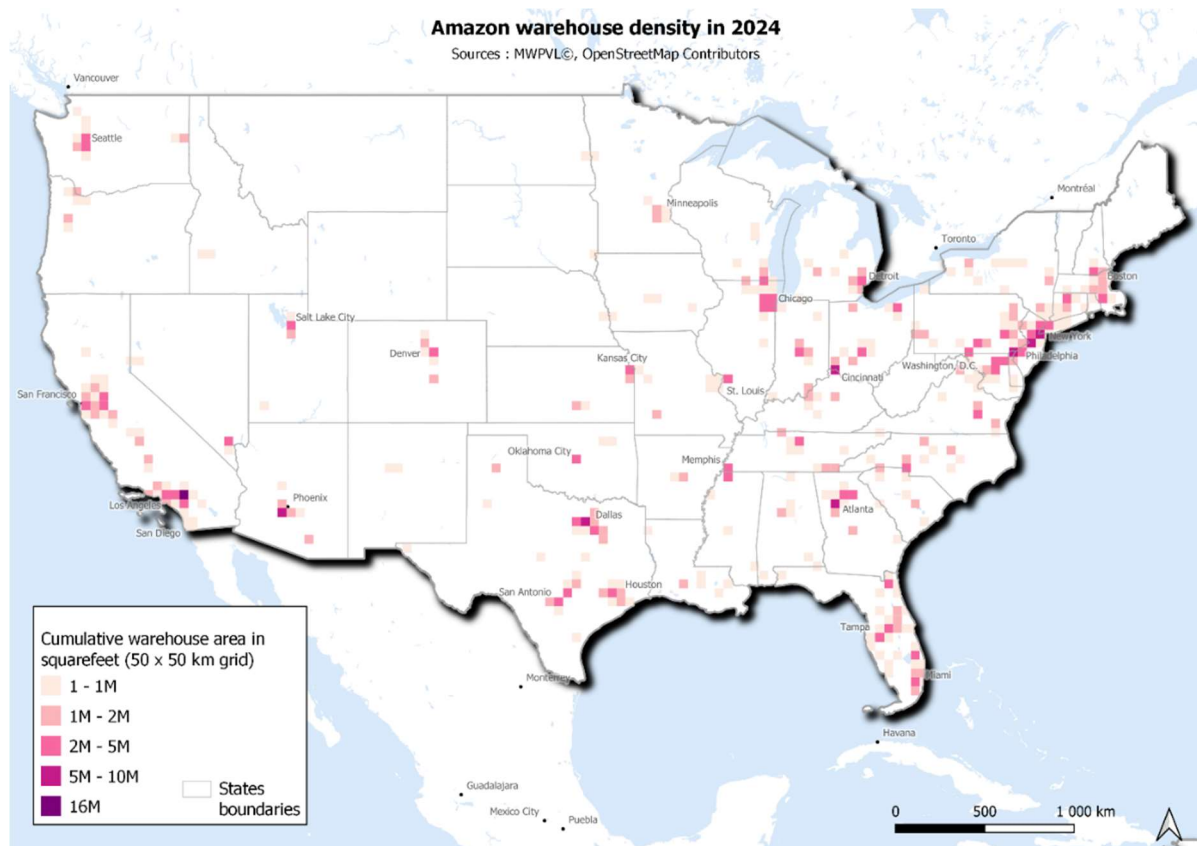 Amazon warehouse density in 2024
Sources : MWPVL©, OpenStreetMap Contributors
Vancouver
Seattle
Montréal
Minneapolis
Toronto
Boston
Detroit
Chicago
Salt Lake City
New York
Denver
Kansas City
Philadelphia
Washington, D.C.
Cincinnati
San Francisco
St. Louis
Oklahoma City
Memphis
Phoenix
Los Angeles
Atlanta
Dallas
San Diego
Houston
San Antonio
Tampa
Miami
Monterrey
Havana
Guadalajara
Mexico City
Puebla
Cumulative warehouse area in
squarefeet (50 x 50 km grid)
1 - 1M
1M - 2M
2M - 5M
5M - 10M
16M
States
boundaries
0 500 1 000 km